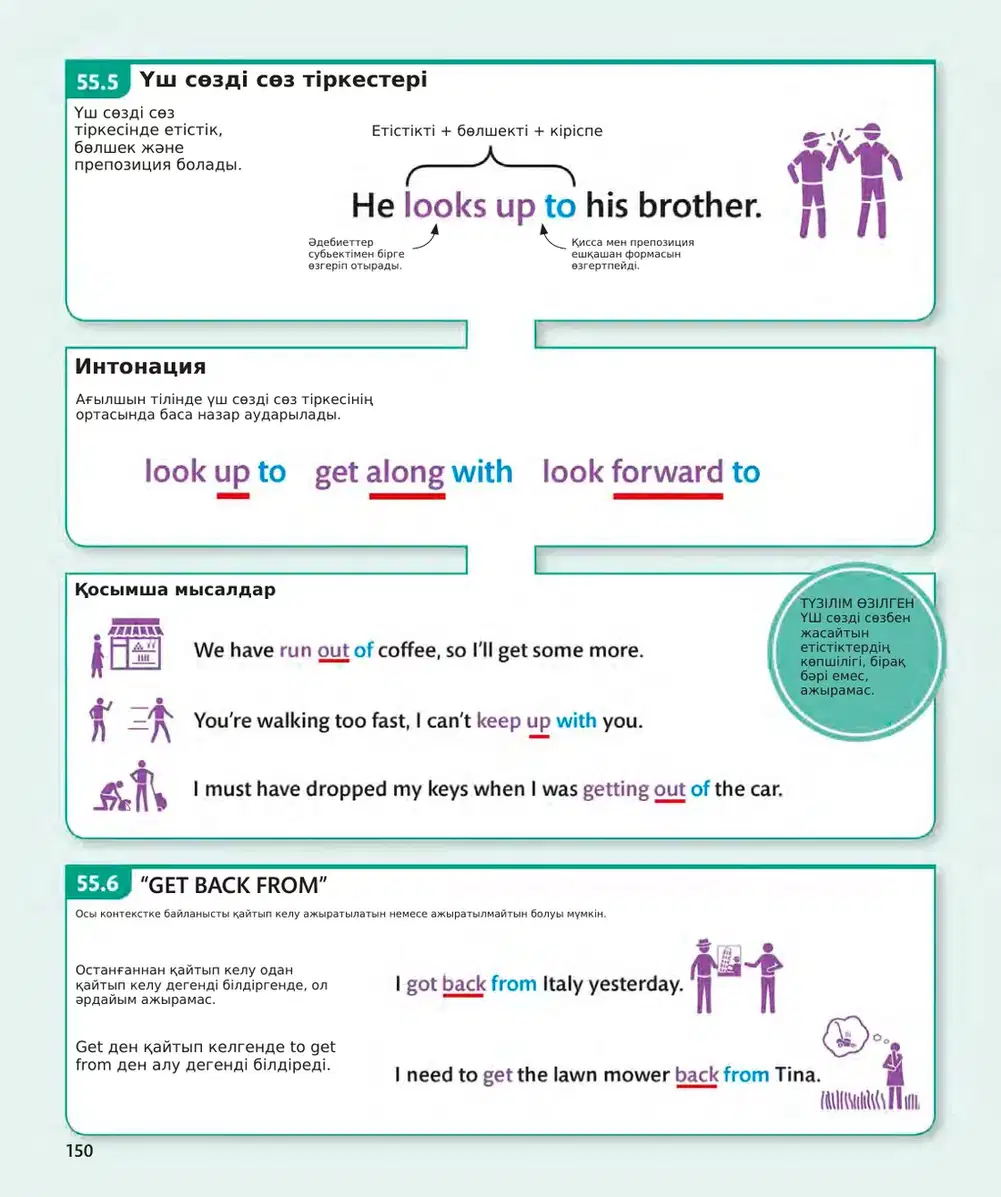 55.5 Үш сөзді сөз тіркестері
Үш сөзді сөз
тіркесінде етістік,
бөлшек және
препозиция болады.
Етістікті + бөлшекті + кіріспе
He looks up to his brother.
Әдебиеттер
субьектімен бірге
өзгеріп отырады.
Қисса мен препозиция
ешқашан формасын
өзгертпейді.
Интонация
Ағылшын тілінде үш сөзді сөз тіркесінің
ортасында баса назар аударылады.
look up to get along with look forward to
Қосымша мысалдар
We have run out of coffee, so I’ll get some more.
You’re walking too fast, I can’t keep up with you.
I must have dropped my keys when I was getting out of the car.
ТҮЗІЛІМ ӨЗІЛГЕН
ҮШ сөзді сөзбен
жасайтын
етістіктердің
көпшілігі, бірақ
бәрі емес,
ажырамас.
55.6 “GET BACK FROM”
Осы контекстке байланысты қайтып келу ажыратылатын немесе ажыратылмайтын болуы мүмкін.
Останғаннан қайтып келу одан
қайтып келу дегенді білдіргенде, ол
әрдайым ажырамас.
I got back from Italy yesterday.
Get ден қайтып келгенде to get
from ден алу дегенді білдіреді.
I need to get the lawn mower back from Tina.
150